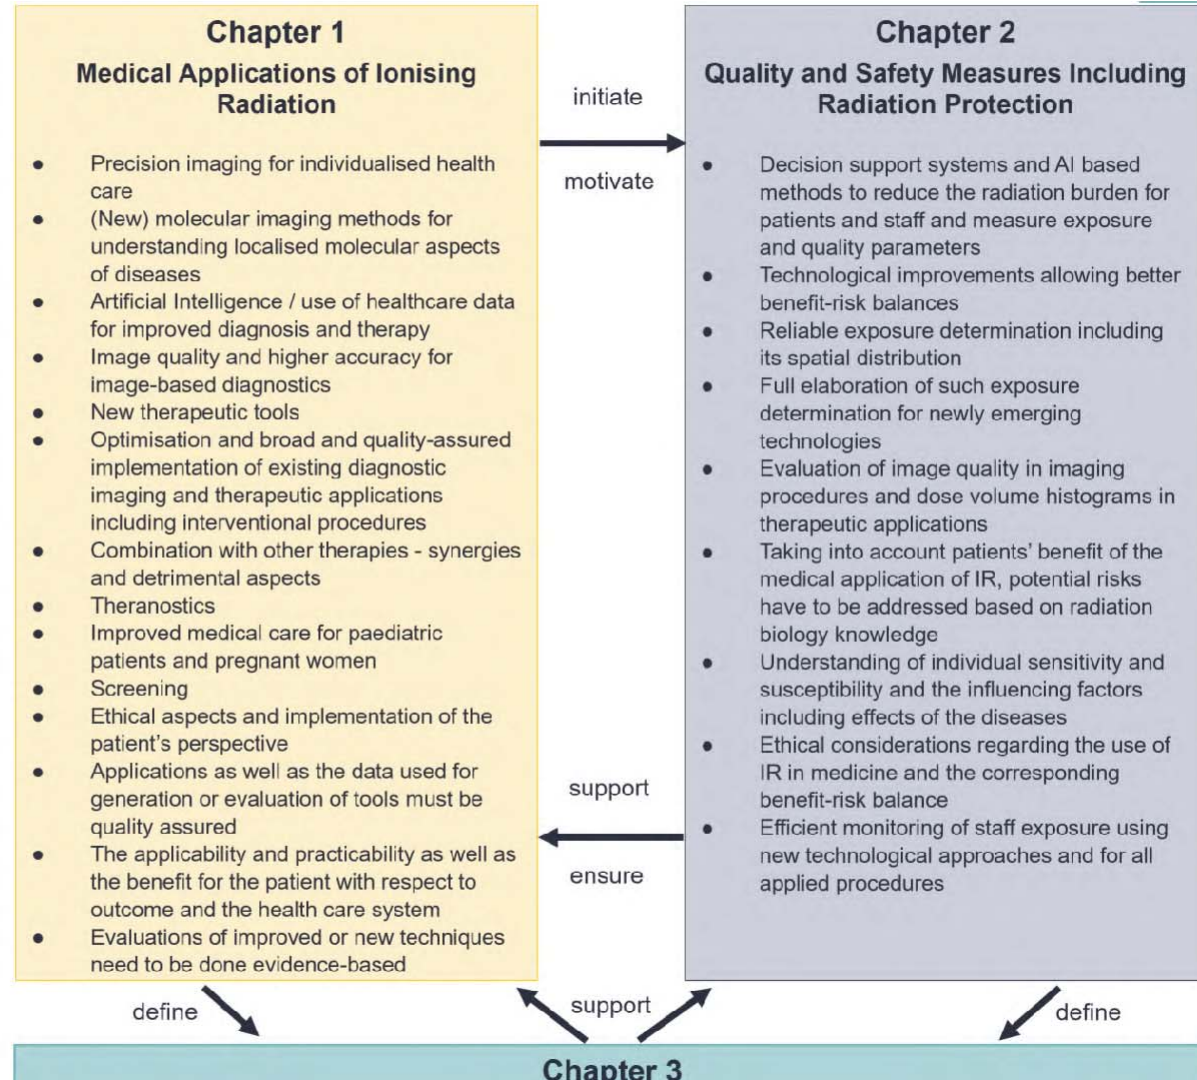 Chapter 1
Medical Applications of Ionising
Radiation
● Precision imaging for individualised health
care
● (New) molecular imaging methods for
understanding localised molecular aspects
of diseases
● Artificial Intelligence / use of healthcare data
for improved diagnosis and therapy
● Image quality and higher accuracy for
image-based diagnostics
● New therapeutic tools
● Optimisation and broad and quality-assured
implementation of existing diagnostic
imaging and therapeutic applications
including interventional procedures
● Combination with other therapies - synergies
and detrimental aspects
● Theranostics
● Improved medical care for paediatric
patients and pregnant women
● Screening
● Ethical aspects and implementation of the
patient's perspective
● Applications as well as the data used for
generation or evaluation of tools must be
quality assured
● The applicability and practicability as well as
the benefit for the patient with respect to
outcome and the health care system
● Evaluations of improved or new techniques
need to be done evidence-based
initiate
motivate
support
ensure
Chapter 2
Quality and Safety Measures Including
Radiation Protection
● Decision support systems and AI based
methods to reduce the radiation burden for
patients and staff and measure exposure
and quality parameters
● Technological improvements allowing better
benefit-risk balances
● Reliable exposure determination including
its spatial distribution
● Full elaboration of such exposure
determination for newly emerging
technologies
● Evaluation of image quality in imaging
procedures and dose volume histograms in
therapeutic applications
● Taking into account patients' benefit of the
medical application of IR, potential risks
have to be addressed based on radiation
biology knowledge
● Understanding of individual sensitivity and
susceptibility and the influencing factors
including effects of the diseases
● Ethical considerations regarding the use of
IR in medicine and the corresponding
benefit-risk balance
● Efficient monitoring of staff exposure using
new technological approaches and for all
applied procedures
define
support
define
Chapter 3